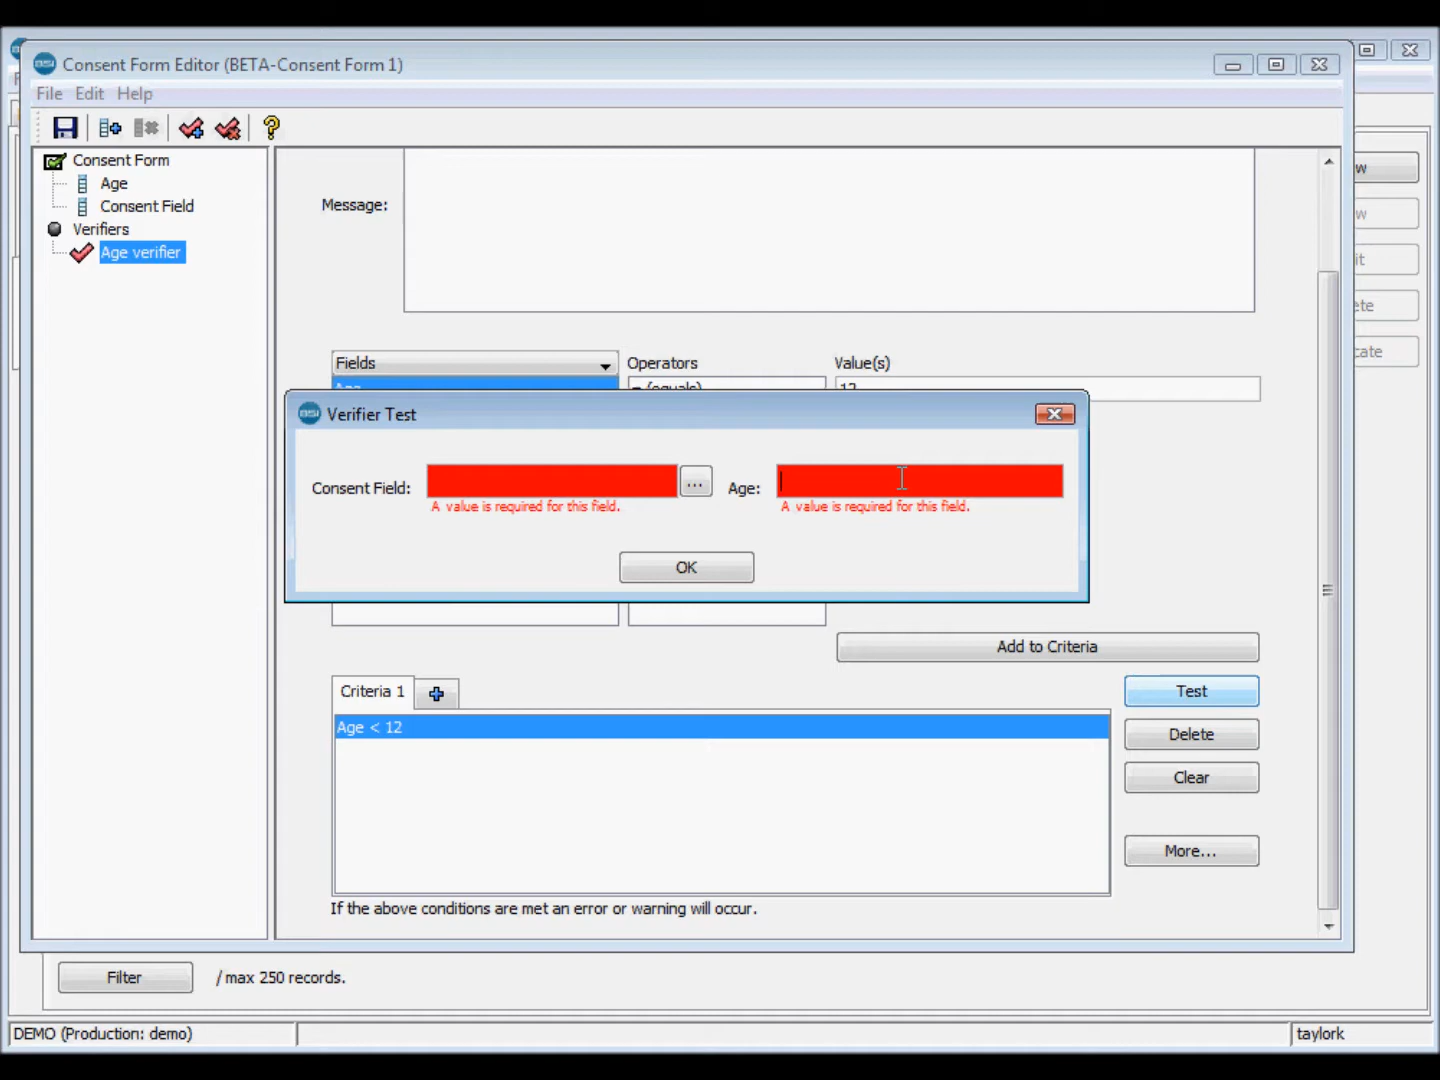 Consent Form Editor (BETA-Consent Form 1)
File Edit Help
Consent Form
Age
Consent Field
Verifiers
Age verifier
Message:
Fields Operators Value(s)
Age = (equals) 12
Verifier Test
Consent Field: ... Age:
A value is required for this field. A value is required for this field.
OK
Add to Criteria
Criteria 1
Test
Age < 12
Delete
Clear
More...
If the above conditions are met an error or warning will occur.
Filter / max 250 records.
DEMO (Production: demo) taylork